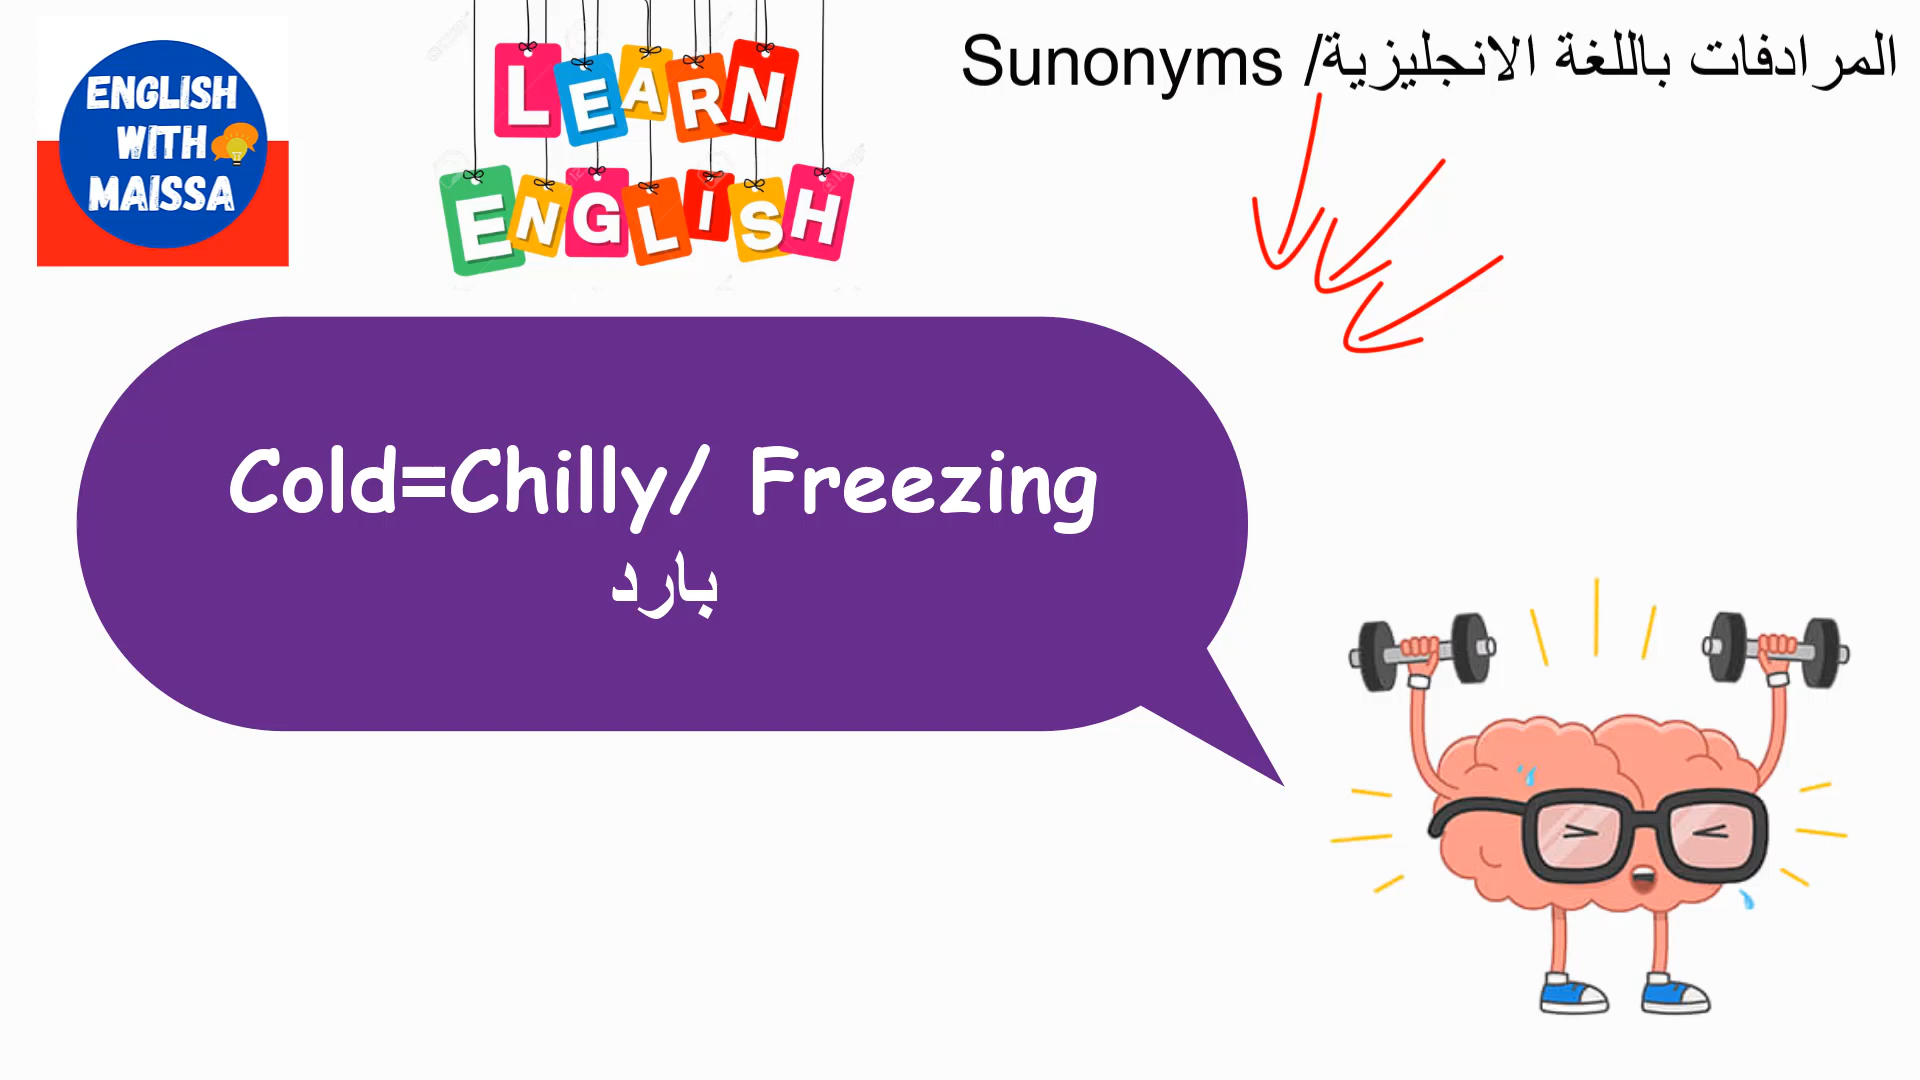 ENGLISH
WITH
MAISSA
LEARN
ENGLISH
Sunonyms /المرادفات باللغة الانجليزية
Cold=Chilly/ Freezing
بارد